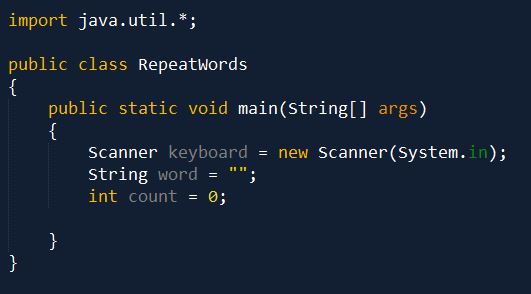 import java.util.*;
public class RepeatWords
{
public static void main(String[] args)
{
Scanner keyboard = new Scanner(System.in);
String word = "";
int count = 0;
}
}